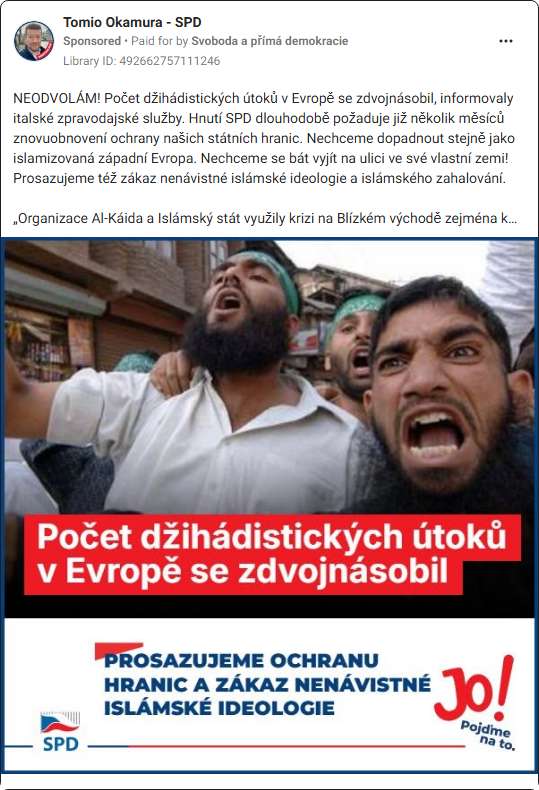 Tomio Okamura - SPD
Sponsored • Paid for by Svoboda a přímá demokracie
Library ID: 492662757111246
NEODVOLÁM! Počet džihádistických útoků v Evropě se zdvojnásobil, informovaly
italské zpravodajské služby. Hnutí SPD dlouhodobě požaduje již několik měsíců
znovuobnovení ochrany našich státních hranic. Nechceme dopadnout stejně jako
islamizovaná západní Evropa. Nechceme se bát vyjít na ulici ve své vlastní zemi!
Prosazujeme též zákaz nenávistné islámské ideologie a islámského zahalování.
„Organizace Al-Káida a Islámský stát využily krizi na Blízkém východě zejména k...
Počet džihádistických útoků
v Evropě se zdvojnásobil
PROSAZUJEME OCHRANU
HRANIC A ZÁKAZ NENÁVISTNÉ
ISLÁMSKÉ IDEOLOGIE
Jo!
Pojďme
na to.
SPD